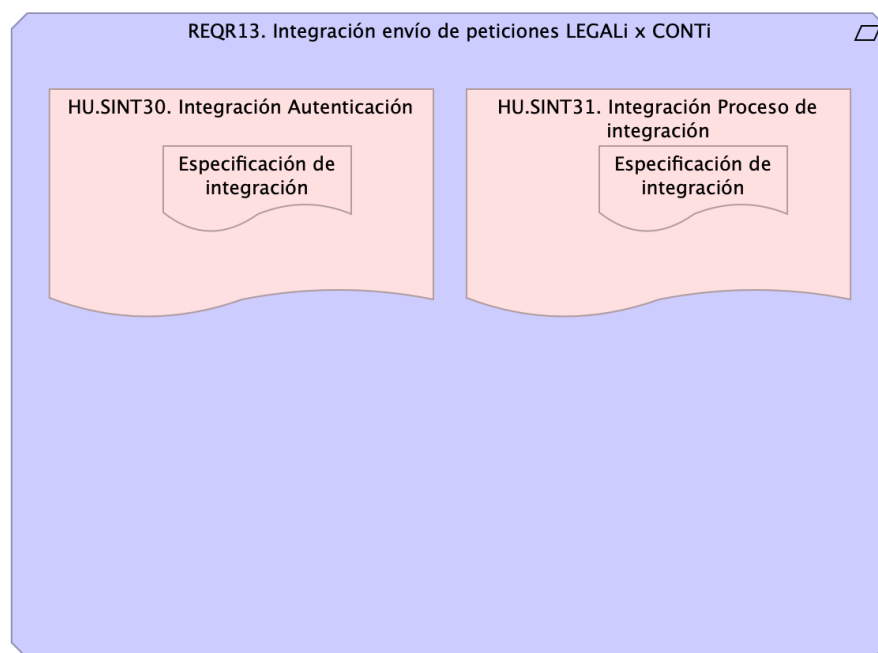 REQR13. Integración envío de peticiones LEGALi x CONTi
HU.SINT30. Integración Autenticación
Especificación de
integración
HU.SINT31. Integración Proceso de
integración
Especificación de
integración